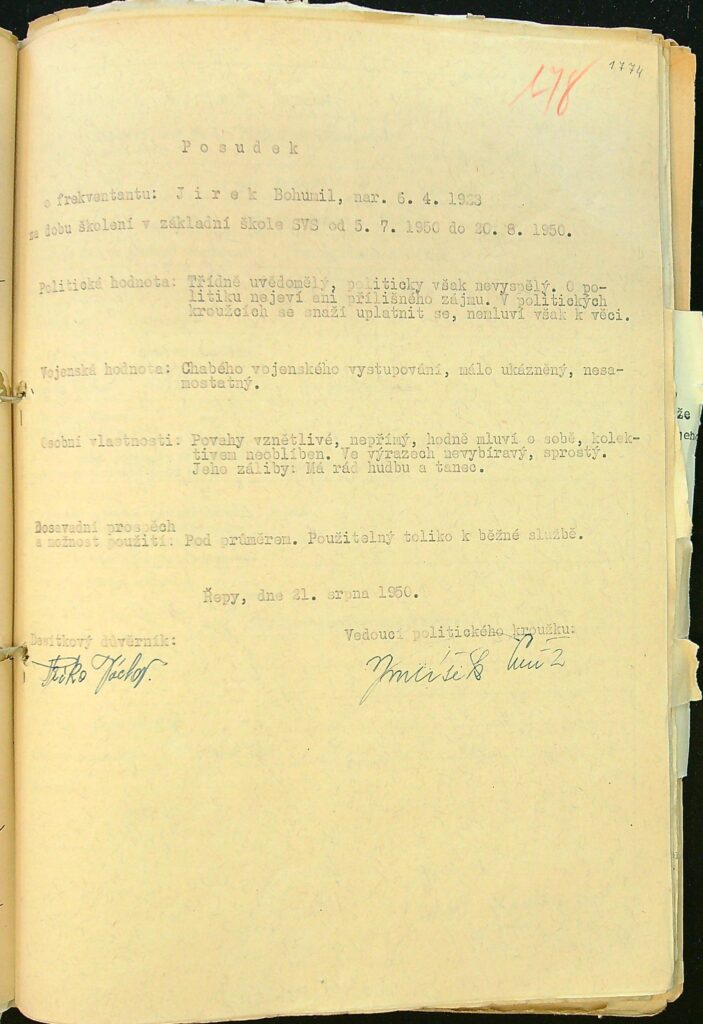 1774
178
Posudek
o frekventantu: Jirek Bohumil, nar. 6. 4. 1923
za dobu školení v základní škole SVS od 5. 7. 1950 do 20. 8. 1950.
Politická hodnota: Třídně uvědomělý, politicky však nevyspělý. O po-
litiku nejeví ani přílišného zájmu. V politických
kroužcích se snaží uplatnit se, nemluví však k věci.
Vojenská hodnota: Chabého vojenského vystupování, málo ukázněný, nesa-
mostatný.
Osobní vlastnosti: Povahy vznětlivé, nepřímý, hodně mluví o sobě, kolek-
tivem neoblíben. Ve výrazech nevybíravý, sprostý.
Jeho záliby: Má rád hudbu a tanec.
Dosavadní prospěch
a možnost použití: Pod průměrem. Použitelný toliko k běžné službě.
Řepy, dne 21. srpna 1950.
Desítkový důvěrník:
Vedoucí politického kroužku:
že
jeho